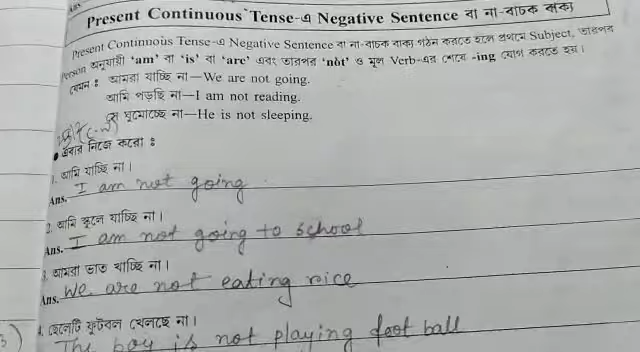 Present Continuous Tense-এ Negative Sentence বা না-বাচক বাক্য
Present Continuous Tense-এ Negative Sentence বা না-বাচক বাক্য গঠন করতে হলে প্রথমে Subject, তারপর
Person অনুযায়ী 'am' বা 'is' বা 'are' এবং তারপর 'not' ও মূল Verb-এর শেষে -ing যোগ করতে হয়।
যেমন : আমরা যাচ্ছি না—We are not going.
আমি পড়ছি না—I am not reading.
সে ঘুমোচ্ছে না—He is not sleeping.
(C.W)
● এবার নিজে করো :
1. আমি যাচ্ছি না।
Ans. I am not going
2. আমি স্কুলে যাচ্ছি না।
Ans. I am not going to school
3. আমরা ভাত খাচ্ছি না।
Ans. We are not eating rice
4. ছেলেটি ফুটবল খেলছে না।
The boy is not playing foot ball